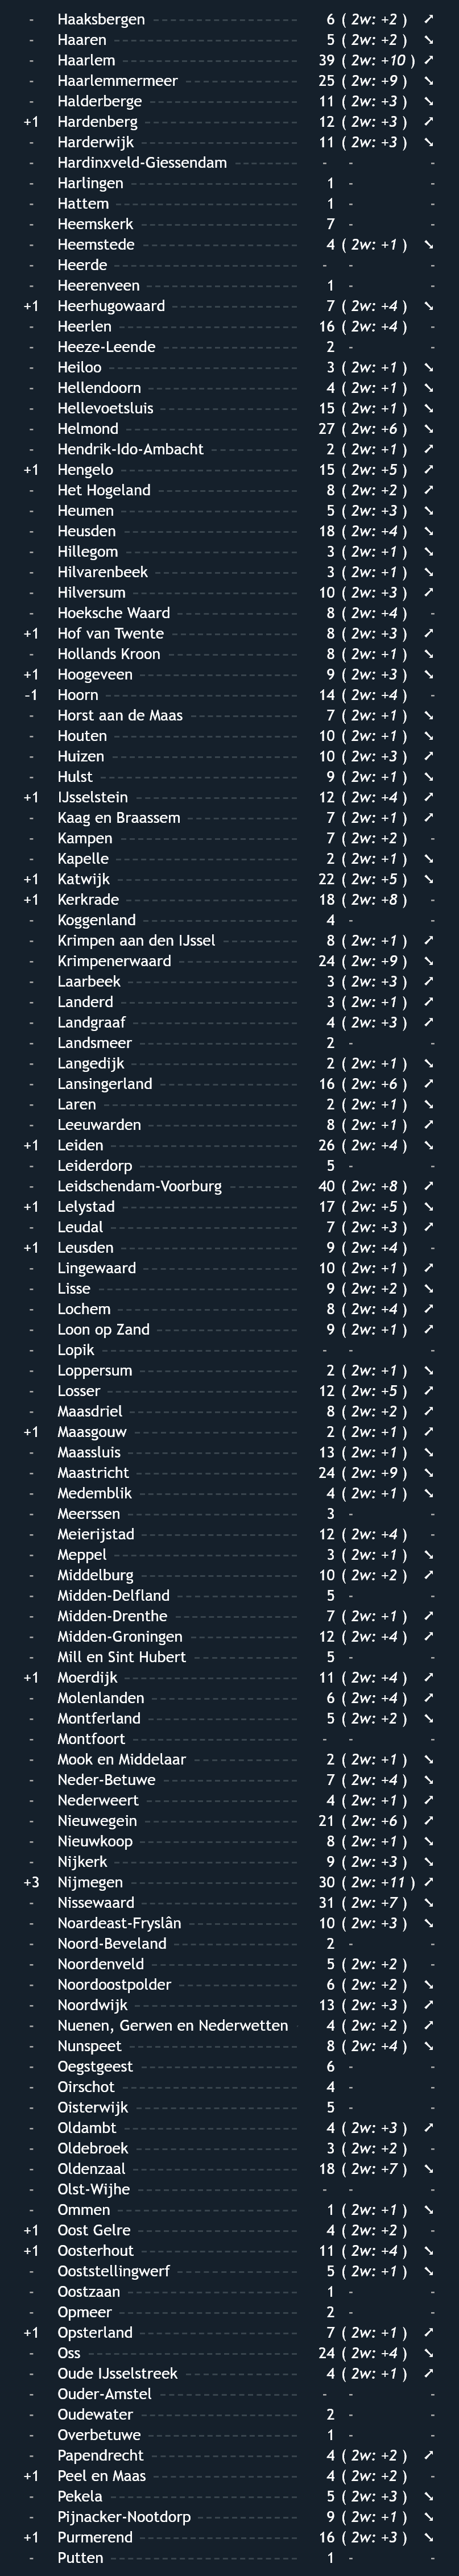 - Haaksbergen 6 ( 2w: +2 ) ↗
- Haaren 5 ( 2w: +2 ) ↘
- Haarlem 39 ( 2w: +10 ) ↗
- Haarlemmermeer 25 ( 2w: +9 ) ↘
- Halderberge 11 ( 2w: +3 ) ↘
+1 Hardenberg 12 ( 2w: +3 ) ↗
- Harderwijk 11 ( 2w: +3 ) ↘
- Hardinxveld-Giessendam - - -
- Harlingen 1 - -
- Hattem 1 - -
- Heemskerk 7 - -
- Heemstede 4 ( 2w: +1 ) ↘
- Heerde - - -
- Heerenveen 1 - -
+1 Heerhugowaard 7 ( 2w: +4 ) ↘
- Heerlen 16 ( 2w: +4 ) -
- Heeze-Leende 2 - -
- Heiloo 3 ( 2w: +1 ) ↘
- Hellendoorn 4 ( 2w: +1 ) ↘
- Hellevoetsluis 15 ( 2w: +1 ) ↘
- Helmond 27 ( 2w: +6 ) ↘
- Hendrik-Ido-Ambacht 2 ( 2w: +1 ) ↗
+1 Hengelo 15 ( 2w: +5 ) ↗
- Het Hogeland 8 ( 2w: +2 ) ↗
- Heumen 5 ( 2w: +3 ) ↘
- Heusden 18 ( 2w: +4 ) ↘
- Hillegom 3 ( 2w: +1 ) ↘
- Hilvarenbeek 3 ( 2w: +1 ) ↘
- Hilversum 10 ( 2w: +3 ) ↗
- Hoeksche Waard 8 ( 2w: +4 ) -
+1 Hof van Twente 8 ( 2w: +3 ) ↗
- Hollands Kroon 8 ( 2w: +1 ) ↘
+1 Hoogeveen 9 ( 2w: +3 ) ↘
-1 Hoorn 14 ( 2w: +4 ) -
- Horst aan de Maas 7 ( 2w: +1 ) ↘
- Houten 10 ( 2w: +1 ) ↘
- Huizen 10 ( 2w: +3 ) ↗
- Hulst 9 ( 2w: +1 ) ↘
+1 IJsselstein 12 ( 2w: +4 ) ↗
- Kaag en Braassem 7 ( 2w: +1 ) ↗
- Kampen 7 ( 2w: +2 ) -
- Kapelle 2 ( 2w: +1 ) ↘
+1 Katwijk 22 ( 2w: +5 ) ↘
+1 Kerkrade 18 ( 2w: +8 ) -
- Koggenland 4 - -
- Krimpen aan den IJssel 8 ( 2w: +1 ) ↗
- Krimpenerwaard 24 ( 2w: +9 ) ↘
- Laarbeek 3 ( 2w: +3 ) ↗
- Landerd 3 ( 2w: +1 ) ↗
- Landgraaf 4 ( 2w: +3 ) ↗
- Landsmeer 2 - -
- Langedijk 2 ( 2w: +1 ) ↘
- Lansingerland 16 ( 2w: +6 ) ↗
- Laren 2 ( 2w: +1 ) ↘
- Leeuwarden 8 ( 2w: +1 ) ↗
+1 Leiden 26 ( 2w: +4 ) ↘
- Leiderdorp 5 - -
- Leidschendam-Voorburg 40 ( 2w: +8 ) ↗
+1 Lelystad 17 ( 2w: +5 ) ↘
- Leudal 7 ( 2w: +3 ) ↗
+1 Leusden 9 ( 2w: +4 ) -
- Lingewaard 10 ( 2w: +1 ) ↗
- Lisse 9 ( 2w: +2 ) ↘
- Lochem 8 ( 2w: +4 ) ↗
- Loon op Zand 9 ( 2w: +1 ) ↗
- Lopik - - -
- Loppersum 2 ( 2w: +1 ) ↘
- Losser 12 ( 2w: +5 ) ↗
- Maasdriel 8 ( 2w: +2 ) ↗
+1 Maasgouw 2 ( 2w: +1 ) ↗
- Maassluis 13 ( 2w: +1 ) ↘
- Maastricht 24 ( 2w: +9 ) ↘
- Medemblik 4 ( 2w: +1 ) ↘
- Meerssen 3 - -
- Meierijstad 12 ( 2w: +4 ) -
- Meppel 3 ( 2w: +1 ) ↘
- Middelburg 10 ( 2w: +2 ) ↗
- Midden-Delfland 5 - -
- Midden-Drenthe 7 ( 2w: +1 ) ↗
- Midden-Groningen 12 ( 2w: +4 ) ↗
- Mill en Sint Hubert 5 - -
+1 Moerdijk 11 ( 2w: +4 ) ↗
- Molenlanden 6 ( 2w: +4 ) ↗
- Montferland 5 ( 2w: +2 ) ↘
- Montfoort - - -
- Mook en Middelaar 2 ( 2w: +1 ) ↘
- Neder-Betuwe 7 ( 2w: +4 ) ↗
- Nederweert 4 ( 2w: +1 ) ↗
- Nieuwegein 21 ( 2w: +6 ) ↗
- Nieuwkoop 8 ( 2w: +1 ) ↘
- Nijkerk 9 ( 2w: +3 ) ↘
+3 Nijmegen 30 ( 2w: +11 ) ↗
- Nissewaard 31 ( 2w: +7 ) ↘
- Noardeast-Fryslân 10 ( 2w: +3 ) ↘
- Noord-Beveland 2 - -
- Noordenveld 5 ( 2w: +2 ) -
- Noordoostpolder 6 ( 2w: +2 ) ↘
- Noordwijk 13 ( 2w: +3 ) ↗
- Nuenen, Gerwen en Nederwetten 4 ( 2w: +2 ) ↗
- Nunspeet 8 ( 2w: +4 ) ↘
- Oegstgeest 6 - -
- Oirschot 4 - -
- Oisterwijk 5 - -
- Oldambt 4 ( 2w: +3 ) ↗
- Oldebroek 3 ( 2w: +2 ) -
- Oldenzaal 18 ( 2w: +7 ) ↘
- Olst-Wijhe - - -
- Ommen 1 ( 2w: +1 ) ↘
+1 Oost Gelre 4 ( 2w: +2 ) -
+1 Oosterhout 11 ( 2w: +4 ) ↘
- Ooststellingwerf 5 ( 2w: +1 ) ↘
- Oostzaan 1 - -
- Opmeer 2 - -
+1 Opsterland 7 ( 2w: +1 ) ↗
- Oss 24 ( 2w: +4 ) ↘
- Oude IJsselstreek 4 ( 2w: +1 ) ↗
- Ouder-Amstel - - -
- Oudewater 2 - -
- Overbetuwe 1 - -
- Papendrecht 4 ( 2w: +2 ) ↗
+1 Peel en Maas 4 ( 2w: +2 ) -
- Pekela 5 ( 2w: +3 ) ↘
- Pijnacker-Nootdorp 9 ( 2w: +1 ) ↘
+1 Purmerend 16 ( 2w: +3 ) ↘
- Putten 1 - -